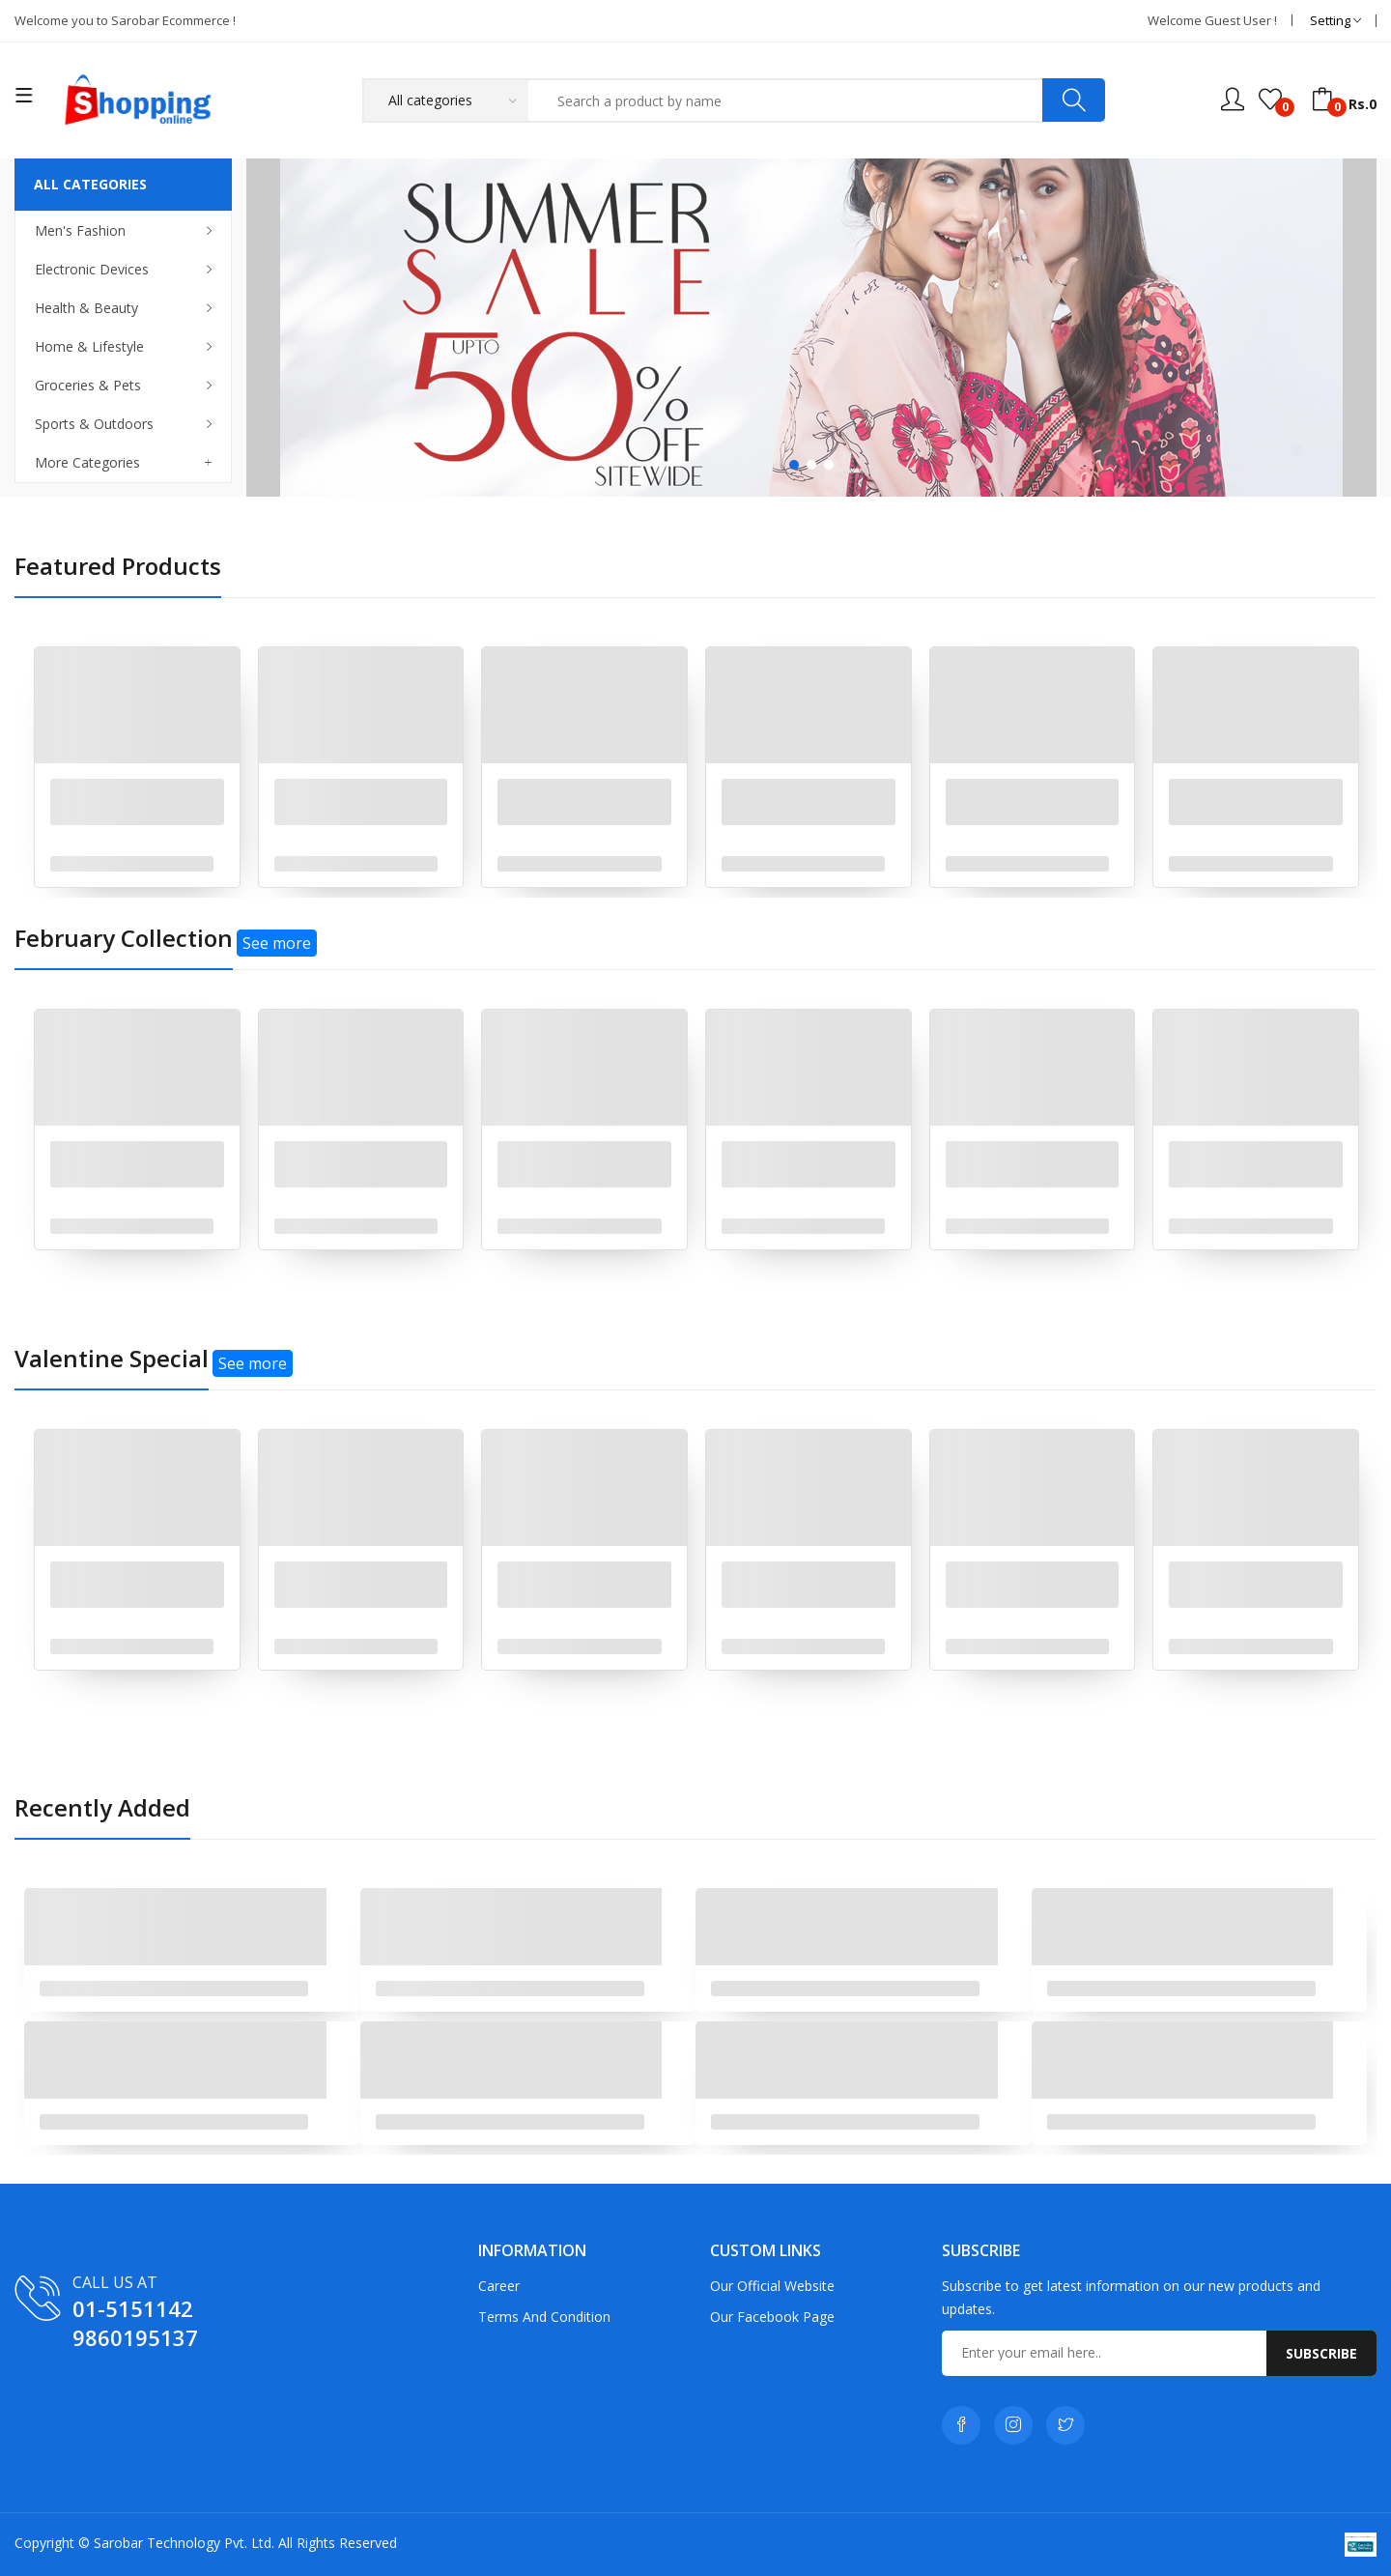 Welcome you to Sarobar Ecommerce !
Welcome Guest User !
Setting
Shopping
online
All categories
Search a product by name
0
0
Rs.0
ALL CATEGORIES
Men's Fashion
Electronic Devices
Health & Beauty
Home & Lifestyle
Groceries & Pets
Sports & Outdoors
More Categories
SUMMER
SALE
UPTO
50% OFF
SITEWIDE
Featured Products
February Collection See more
Valentine Special See more
Recently Added
CALL US AT
01-5151142
9860195137
INFORMATION
Career
Terms And Condition
CUSTOM LINKS
Our Official Website
Our Facebook Page
SUBSCRIBE
Subscribe to get latest information on our new products and
updates.
Enter your email here..
SUBSCRIBE
Copyright © Sarobar Technology Pvt. Ltd. All Rights Reserved